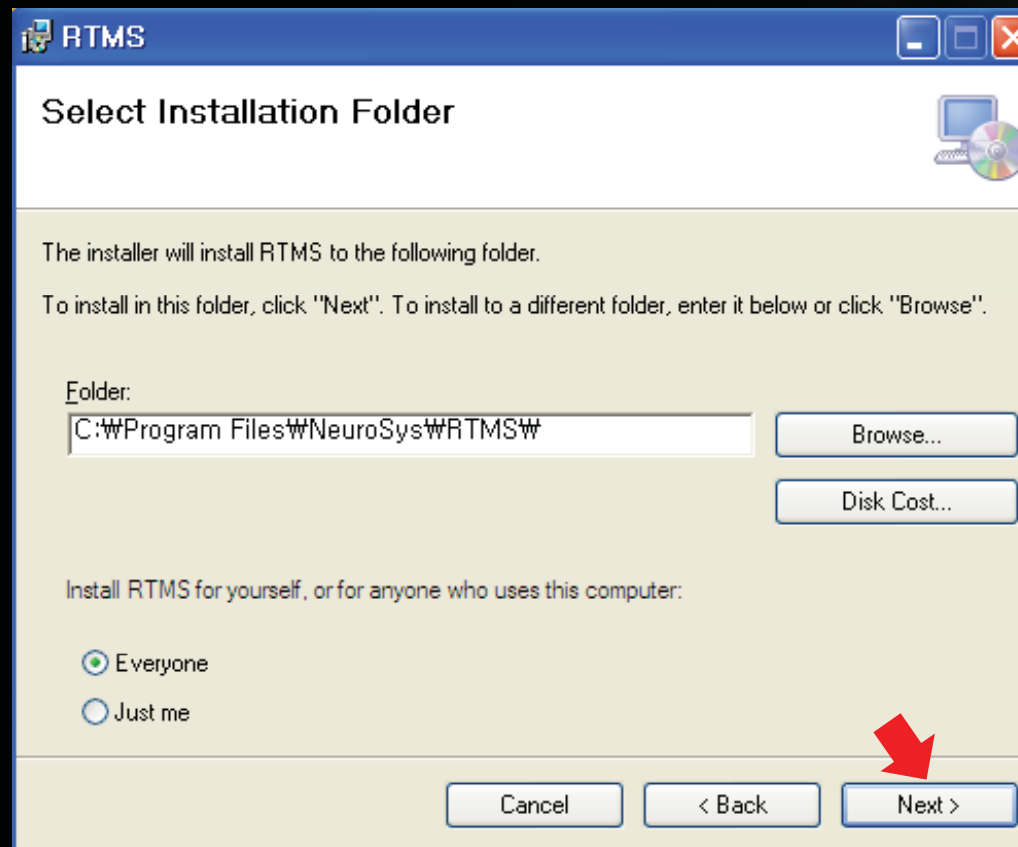 RTMS
Select Installation Folder
The installer will install RTMS to the following folder.
To install in this folder, click "Next". To install to a different folder, enter it below or click "Browse".
Folder:
C:₩Program Files₩NeuroSys₩RTMS₩
Browse...
Disk Cost...
Install RTMS for yourself, or for anyone who uses this computer:
Everyone
Just me
Cancel
< Back
Next >